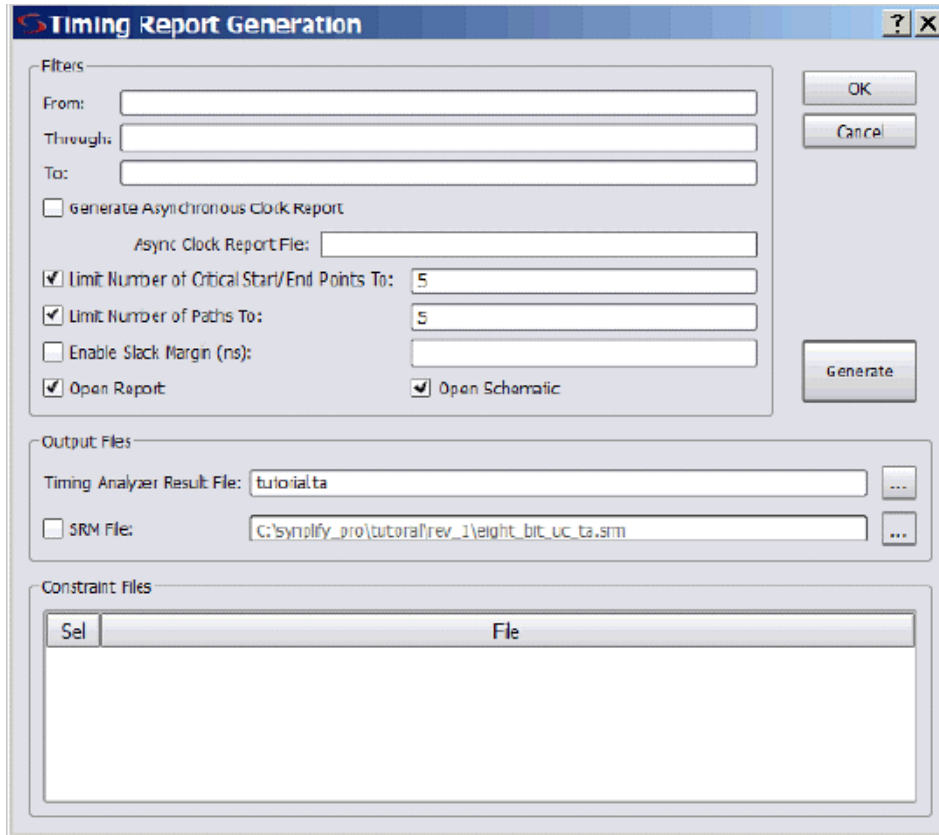 Timing Report Generation
Filters
From:
Through:
To:
Generate Asynchronous Clock Report
Async Clock Report File:
Limit Number of Critical Start/End Points To: 5
Limit Number of Paths To: 5
Enable Slack Margin (ns):
Open Report Open Schematic
OK
Cancel
Generate
Output Files
Timing Analyzer Result File: tutorial.ta ...
SRM File: C:\synplify_pro\tutorial\rev_1\eight_bit_uc_ta.srm ...
Constraint Files
Sel File